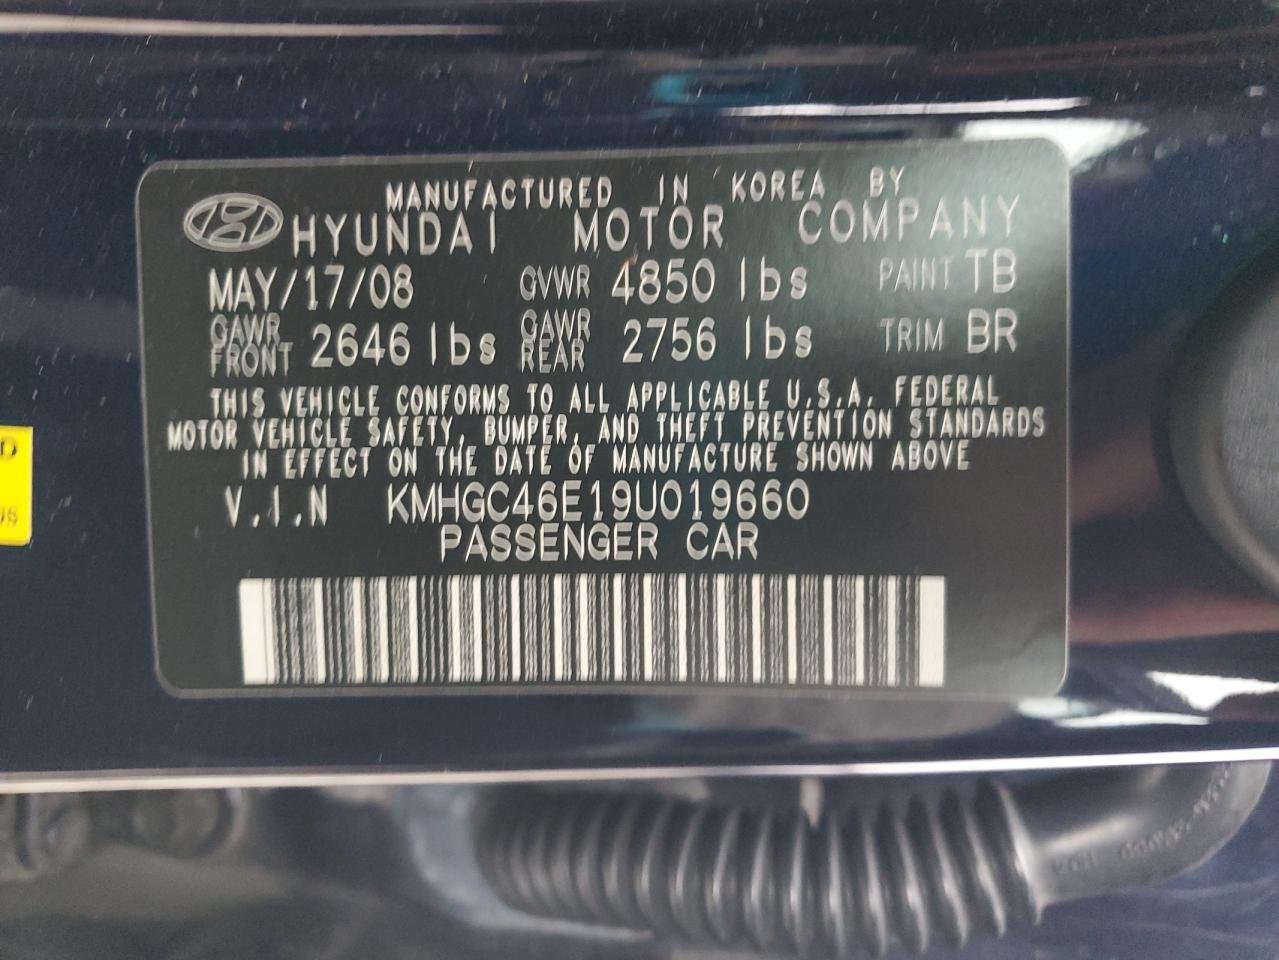 MANUFACTURED IN KOREA BY
HYUNDAI MOTOR COMPANY
MAY/17/08 GVWR 4850 lbs PAINT TB
GAWR FRONT 2646 lbs GAWR REAR 2756 lbs TRIM BR
THIS VEHICLE CONFORMS TO ALL APPLICABLE U.S.A. FEDERAL
MOTOR VEHICLE SAFETY, BUMPER, AND THEFT PREVENTION STANDARDS
IN EFFECT ON THE DATE OF MANUFACTURE SHOWN ABOVE
V.I.N KMHGC46E19U019660
PASSENGER CAR